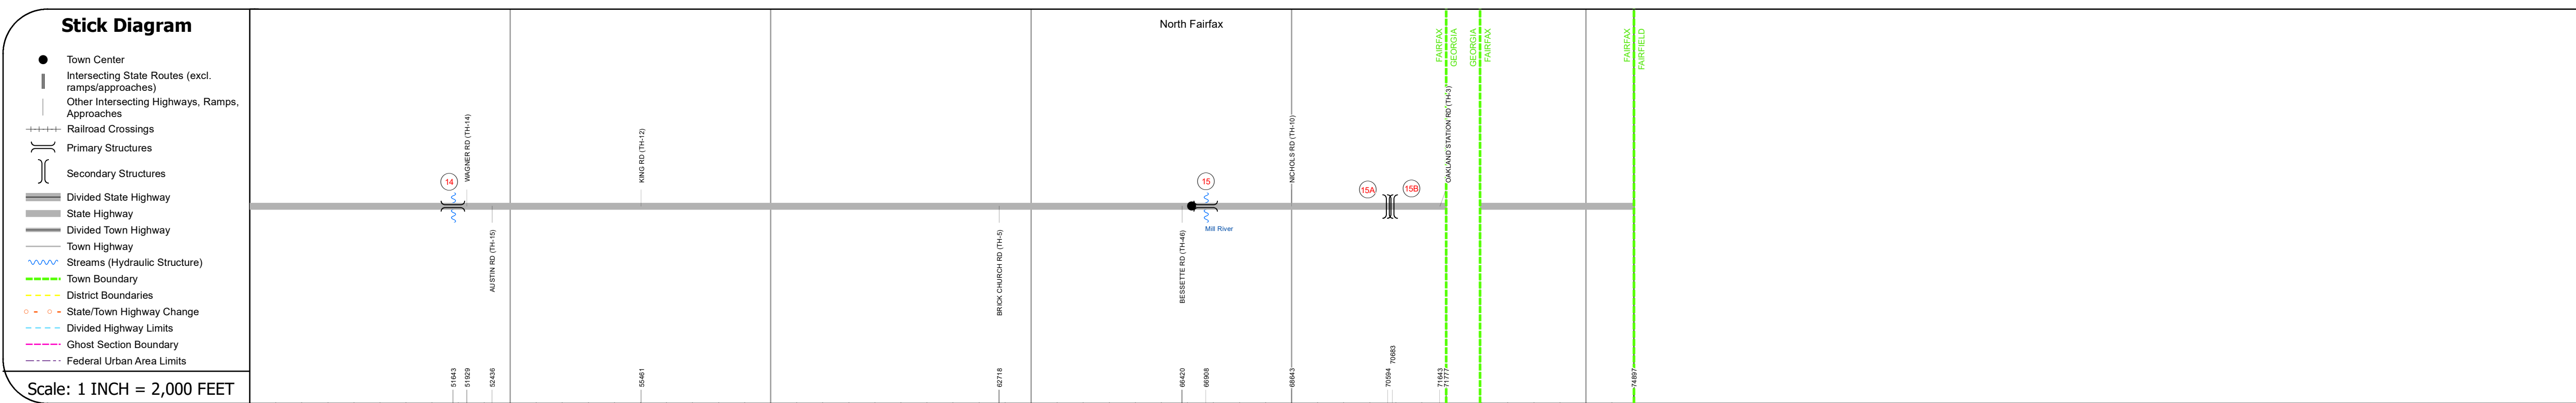 Stick Diagram
Town Center
Intersecting State Routes (excl.
ramps/approaches)
Other Intersecting Highways, Ramps,
Approaches
Railroad Crossings
Primary Structures
Secondary Structures
Divided State Highway
State Highway
Divided Town Highway
Town Highway
Streams (Hydraulic Structure)
Town Boundary
District Boundaries
State/Town Highway Change
Divided Highway Limits
Ghost Section Boundary
Federal Urban Area Limits
Scale: 1 INCH = 2,000 FEET
North Fairfax
FAIRFAX
GEORGIA
GEORGIA
FAIRFAX
FAIRFAX
FAIRFIELD
WAGNER RD (TH-14)
KING RD (TH-12)
NICHOLS RD (TH-10)
OAKLAND STATION RD (TH-3)
14
15
15A
15B
Mill River
AUSTIN RD (TH-15)
BRICK CHURCH RD (TH-5)
BESSETTE RD (TH-46)
51643
51929
52436
55461
62718
66420
66908
68643
70594
70683
71643
71777
74897